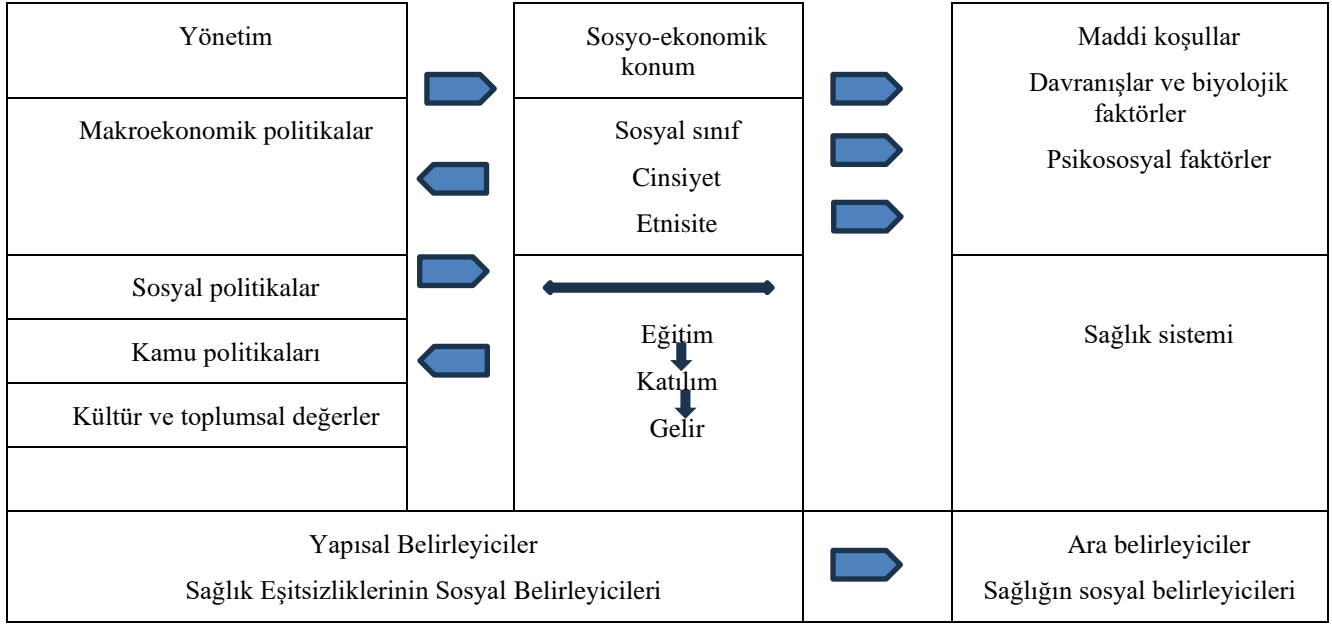 Yönetim
Makroekonomik politikalar
Sosyal politikalar
Kamu politikaları
Kültür ve toplumsal değerler
Sosyo-ekonomik
konum
Sosyal sınıf
Cinsiyet
Etnisite
Eğitim
Katılım
Gelir
Maddi koşullar
Davranışlar ve biyolojik
faktörler
Psikososyal faktörler
Sağlık sistemi
Yapısal Belirleyiciler
Sağlık Eşitsizliklerinin Sosyal Belirleyicileri
Ara belirleyiciler
Sağlığın sosyal belirleyicileri